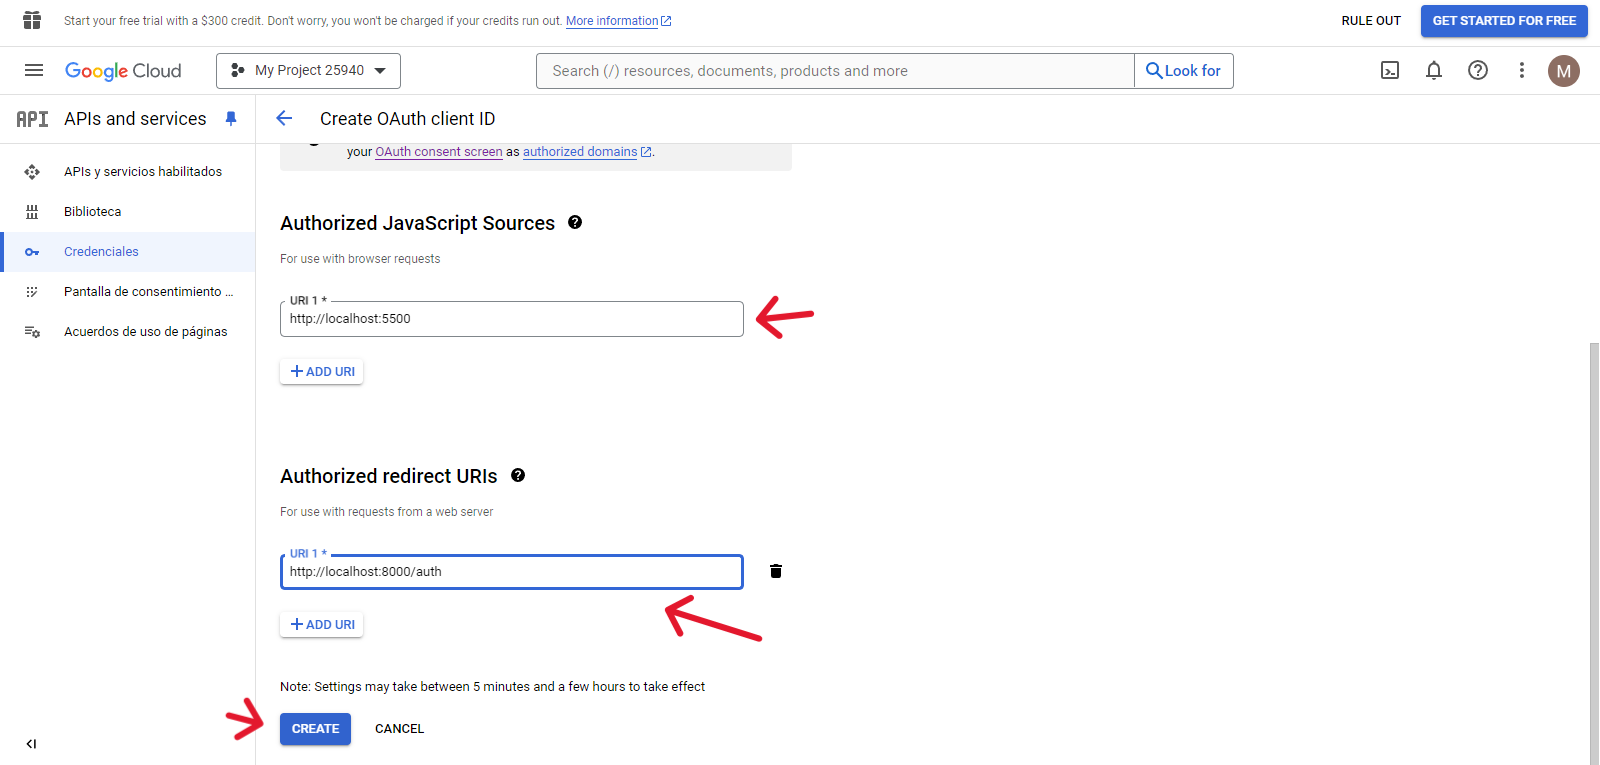 Start your free trial with a $300 credit. Don't worry, you won't be charged if your credits run out. More information
RULE OUT
GET STARTED FOR FREE
Google Cloud
My Project 25940
Search (/) resources, documents, products and more
Look for
M
API
APIs and services
Create OAuth client ID
your OAuth consent screen as authorized domains .
APIs y servicios habilitados
Biblioteca
Credenciales
Pantalla de consentimiento ...
Acuerdos de uso de páginas
Authorized JavaScript Sources
For use with browser requests
URI 1 *
http://localhost:5500
ADD URI
Authorized redirect URIs
For use with requests from a web server
URI 1 *
http://localhost:8000/auth
ADD URI
Note: Settings may take between 5 minutes and a few hours to take effect
CREATE
CANCEL